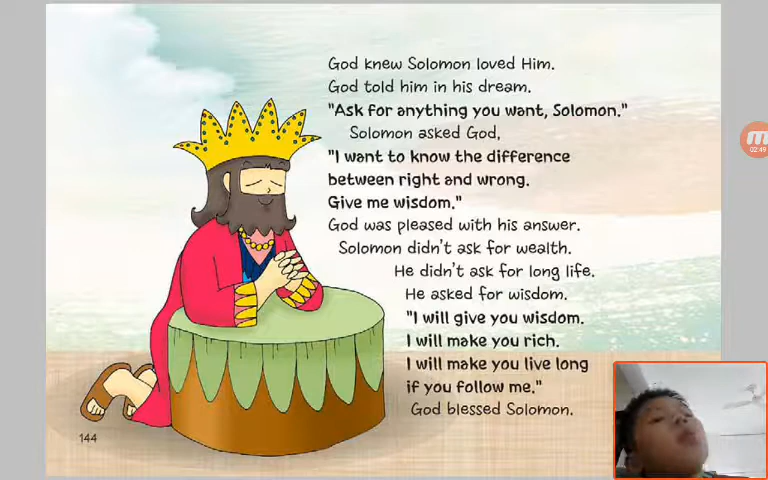 God knew Solomon loved Him.
God told him in his dream.
"Ask for anything you want, Solomon."
Solomon asked God,
"I want to know the difference
between right and wrong.
Give me wisdom."
God was pleased with his answer.
Solomon didn't ask for wealth.
He didn't ask for long life.
He asked for wisdom.
"I will give you wisdom.
I will make you rich.
I will make you live long
if you follow me."
God blessed Solomon.
144
02:49